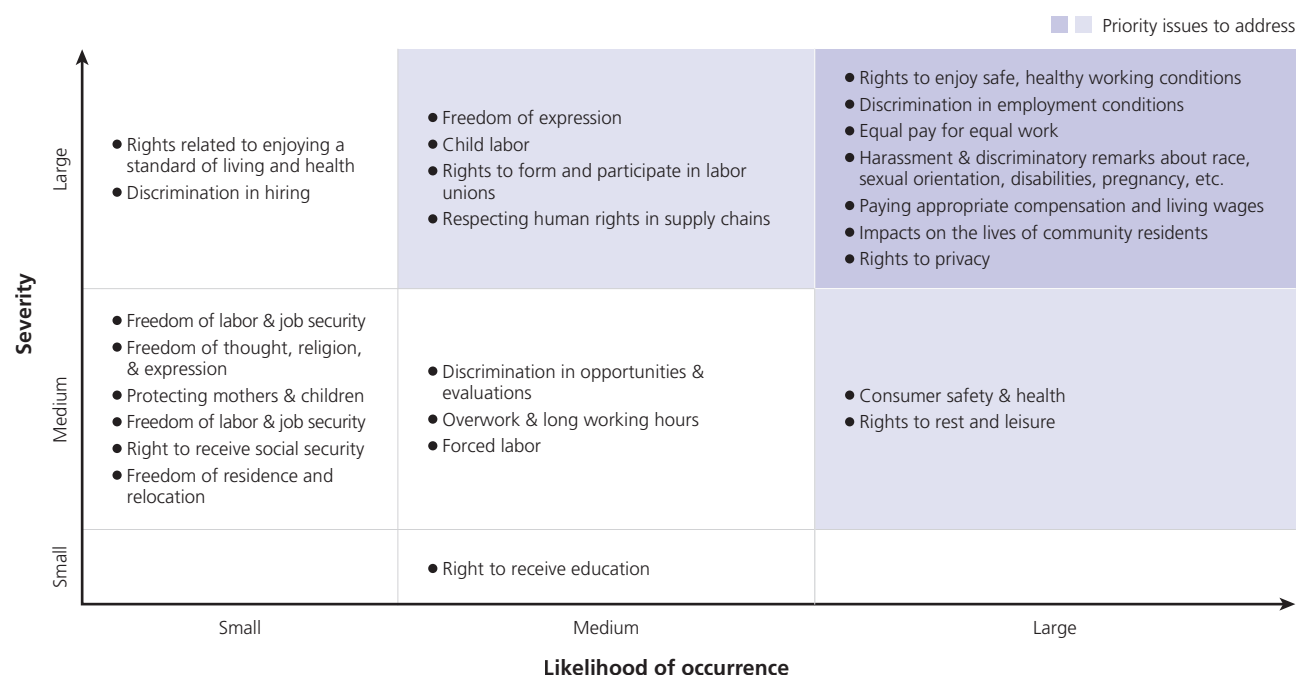 Priority issues to address
Severity
Large
● Rights related to enjoying a
standard of living and health
● Discrimination in hiring
● Freedom of expression
● Child labor
● Rights to form and participate in labor
unions
● Respecting human rights in supply chains
● Rights to enjoy safe, healthy working conditions
● Discrimination in employment conditions
● Equal pay for equal work
● Harassment & discriminatory remarks about race,
sexual orientation, disabilities, pregnancy, etc.
● Paying appropriate compensation and living wages
● Impacts on the lives of community residents
● Rights to privacy
Medium
● Freedom of labor & job security
● Freedom of thought, religion,
& expression
● Protecting mothers & children
● Freedom of labor & job security
● Right to receive social security
● Freedom of residence and
relocation
● Discrimination in opportunities &
evaluations
● Overwork & long working hours
● Forced labor
● Consumer safety & health
● Rights to rest and leisure
Small
● Right to receive education
Small
Medium
Large
Likelihood of occurrence